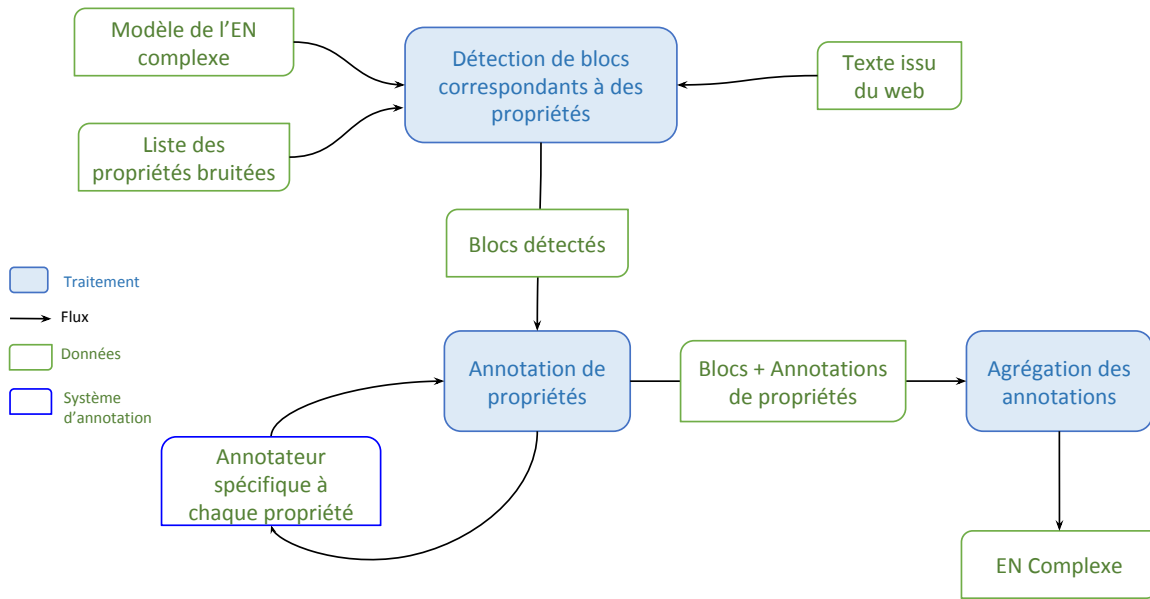 Modèle de l'EN
complexe
Détection de blocs
correspondants à des
propriétés
Texte issu
du web
Liste des
propriétés bruitées
Blocs détectés
Traitement
Flux
Données
Système
d'annotation
Annotation de
propriétés
Blocs + Annotations
de propriétés
Agrégation des
annotations
Annotateur
spécifique à
chaque propriété
EN Complexe